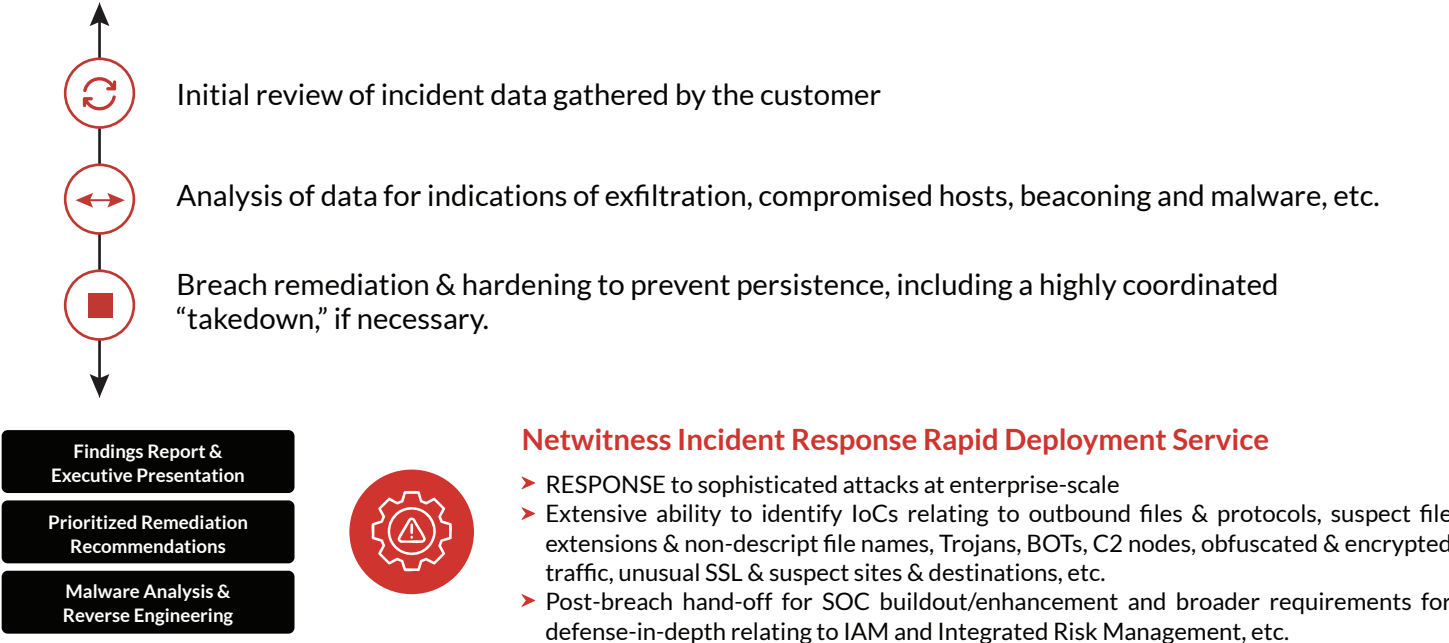 Initial review of incident data gathered by the customer
Analysis of data for indications of exfiltration, compromised hosts, beaconing and malware, etc.
Breach remediation & hardening to prevent persistence, including a highly coordinated
“takedown,” if necessary.
Findings Report &
Executive Presentation
Prioritized Remediation
Recommendations
Malware Analysis &
Reverse Engineering
Netwitness Incident Response Rapid Deployment Service
➤ RESPONSE to sophisticated attacks at enterprise-scale
➤ Extensive ability to identify IoCs relating to outbound files & protocols, suspect file
extensions & non-descript file names, Trojans, BOTs, C2 nodes, obfuscated & encrypted
traffic, unusual SSL & suspect sites & destinations, etc.
➤ Post-breach hand-off for SOC buildout/enhancement and broader requirements for
defense-in-depth relating to IAM and Integrated Risk Management, etc.